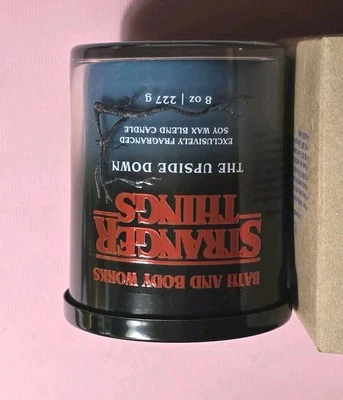 BATH AND BODY WORKS
STRANGER
THINGS
THE UPSIDE DOWN
EXCLUSIVELY FRAGRANCED
SOY WAX BLEND CANDLE
8 oz | 227 g